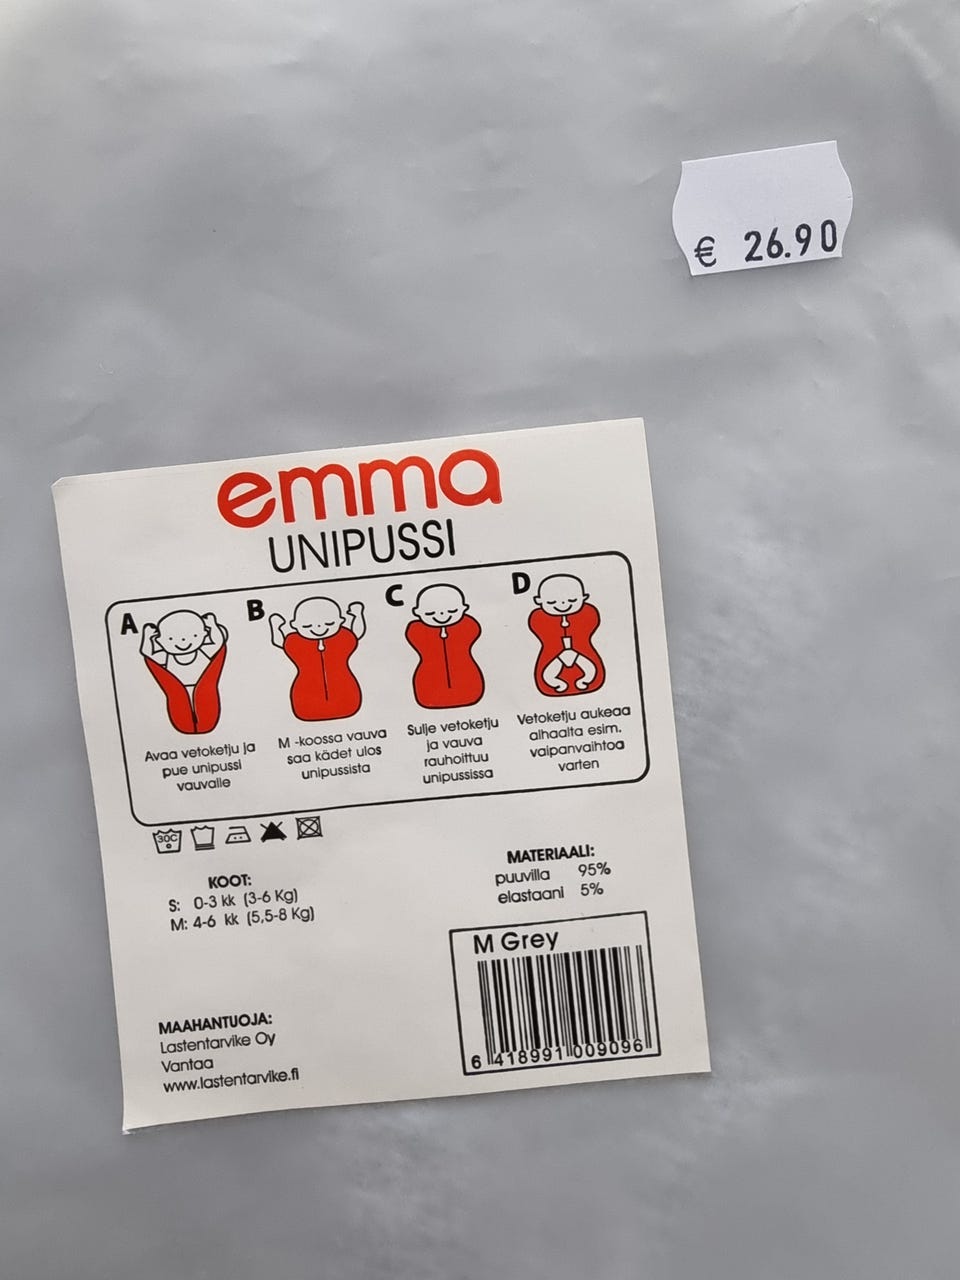 € 26.90
emma
UNIPUSSI
A
Avaa vetoketju ja
pue unipussi
vauvalle
B
M -koossa vauva
saa kädet ulos
unipussista
C
Sulje vetoketju
ja vauva
rauhoittuu
unipussissa
D
Vetoketju aukeaa
alhaalta esim.
vaipanvaihtoa
varten
30C
KOOT:
S: 0-3 kk (3-6 Kg)
M: 4-6 kk (5,5-8 Kg)
MATERIAALI:
puuvilla 95%
elastaani 5%
M Grey
6 418991 009096
MAAHANTUOJA:
Lastentarvike Oy
Vantaa
www.lastentarvike.fi